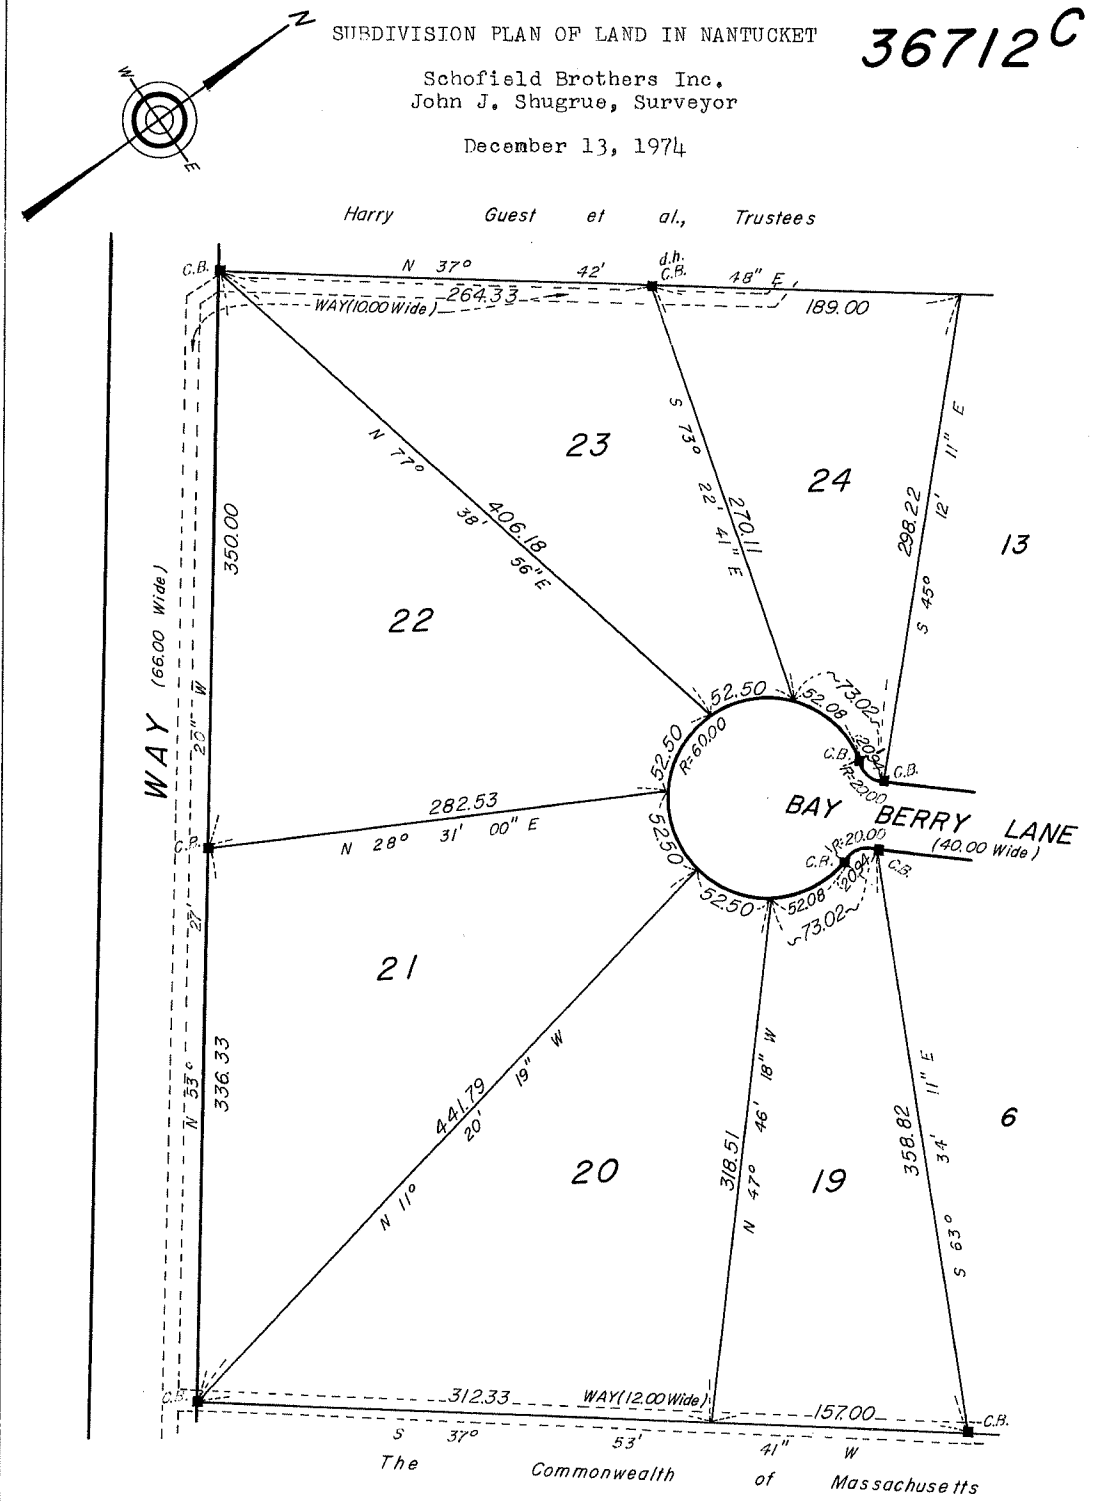 SUBDIVISION PLAN OF LAND IN NANTUCKET
36712C
Schofield Brothers Inc.
John J. Shugrue, Surveyor
December 13, 1974
N
W
E
Harry Guest et al., Trustees
C.B.
N 37° 42' 48" E
d.h.
C.B.
264.33
WAY (10.00 Wide)
189.00
23
24
13
22
N 77° 38' 56" E
406.18
S 73° 22' 41" E
270.11
S 45° 12' 11" E
298.22
350.00
WAY (66.00 Wide)
N 53° 27' 20" W
52.50
52.08
~73.02~
20.94
R=60.00
52.50
C.B.
R=20.00
C.B.
282.53
N 28° 31' 00" E
C.B.
BAY BERRY LANE
(40.00 Wide)
R=20.00
C.B.
20.94
C.B.
52.50
52.50
52.08
~73.02~
21
336.33
441.79
N 11° 20' 19" W
318.51
N 47° 46' 18" W
358.82
S 63° 34' 11" E
6
20
19
C.B.
312.33
WAY (12.00 Wide)
157.00
C.B.
S 37° 53' 41" W
The Commonwealth of Massachusetts